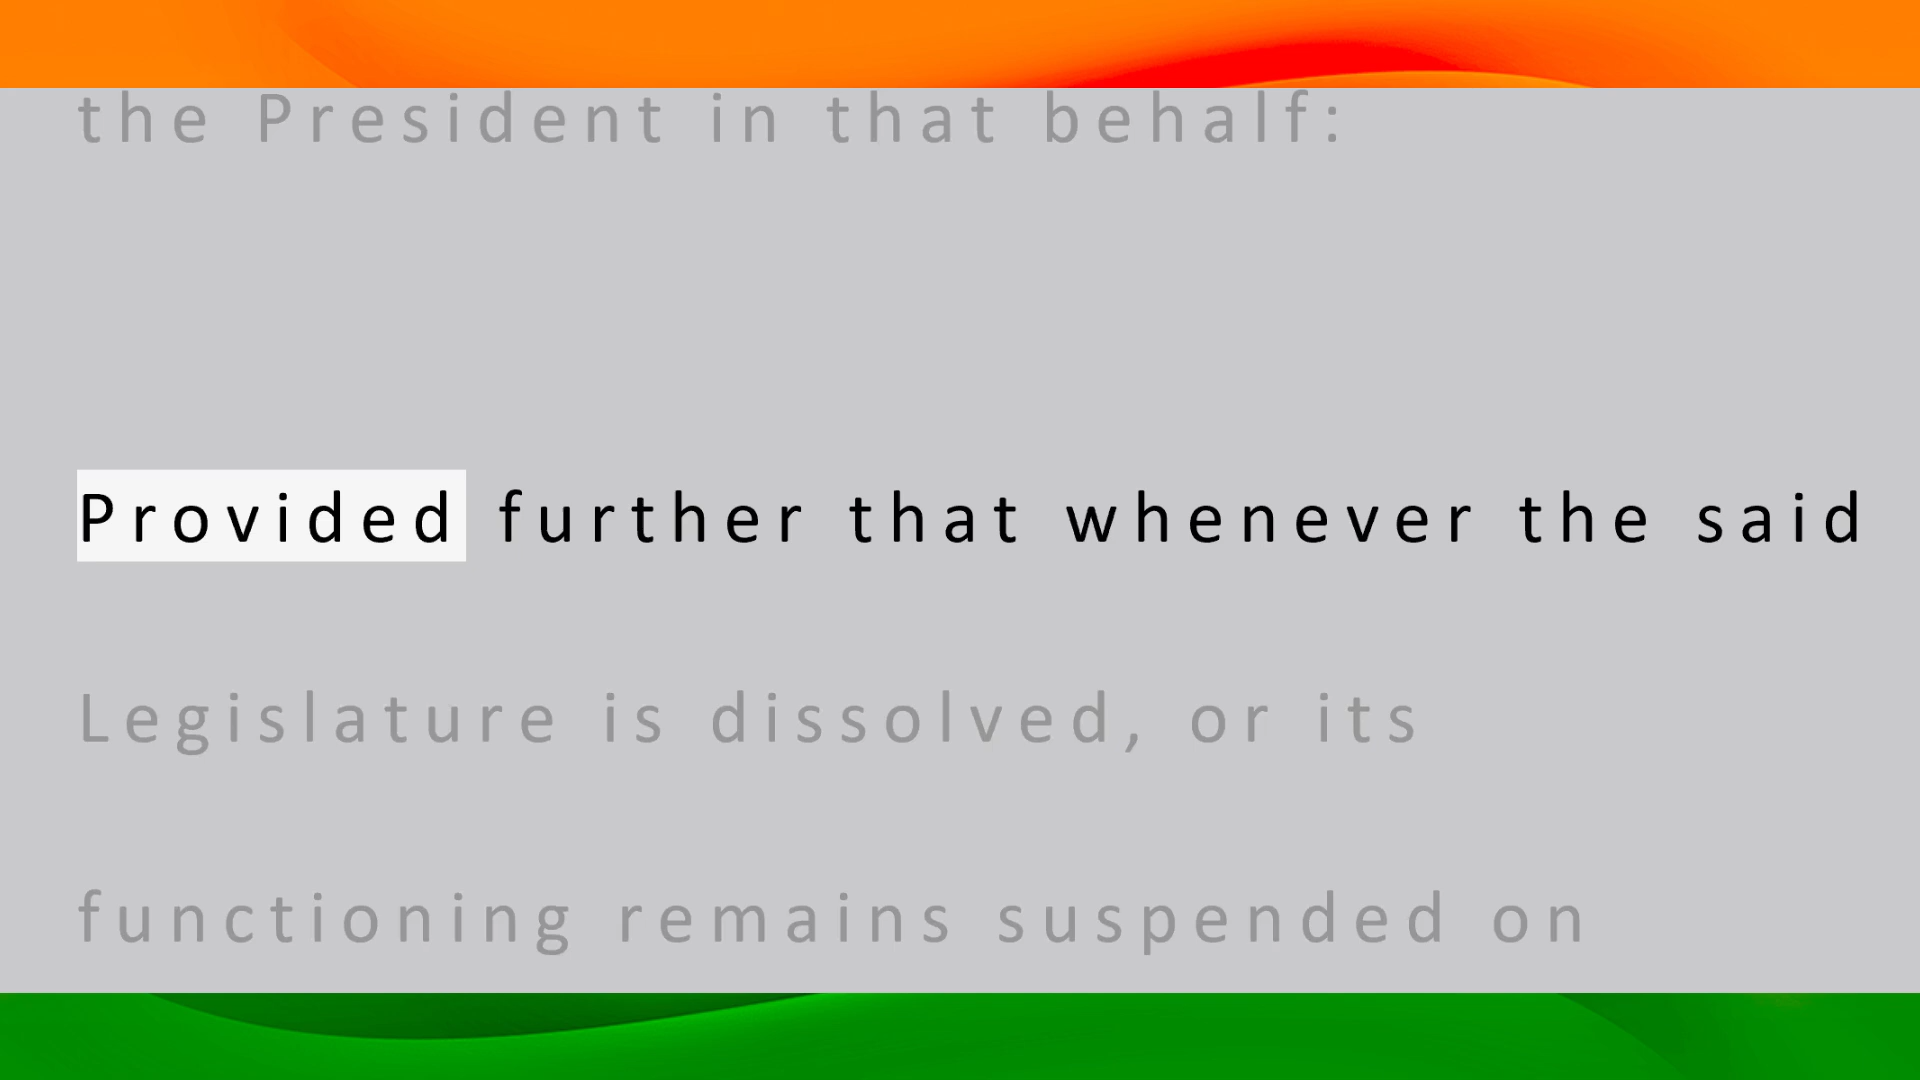 the President in that behalf:
Provided further that whenever the said
Legislature is dissolved, or its
functioning remains suspended on